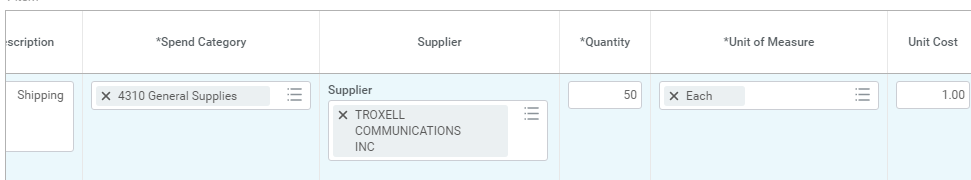 escription *Spend Category Supplier *Quantity *Unit of Measure Unit Cost
Supplier
Shipping 4310 General Supplies 50 Each 1.00
TROXELL
COMMUNICATIONS
INC